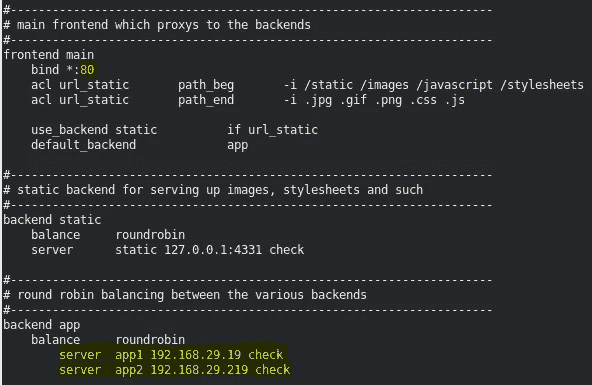 #---------------------------------------------------------------------
# main frontend which proxys to the backends
#---------------------------------------------------------------------
frontend main
    bind *:80
    acl url_static       path_beg       -i /static /images /javascript /stylesheets
    acl url_static       path_end       -i .jpg .gif .png .css .js
    use_backend static          if url_static
    default_backend             app
#---------------------------------------------------------------------
# static backend for serving up images, stylesheets and such
#---------------------------------------------------------------------
backend static
    balance     roundrobin
    server      static 127.0.0.1:4331 check
#---------------------------------------------------------------------
# round robin balancing between the various backends
#---------------------------------------------------------------------
backend app
    balance     roundrobin
        server  app1 192.168.29.19 check
        server  app2 192.168.29.219 check